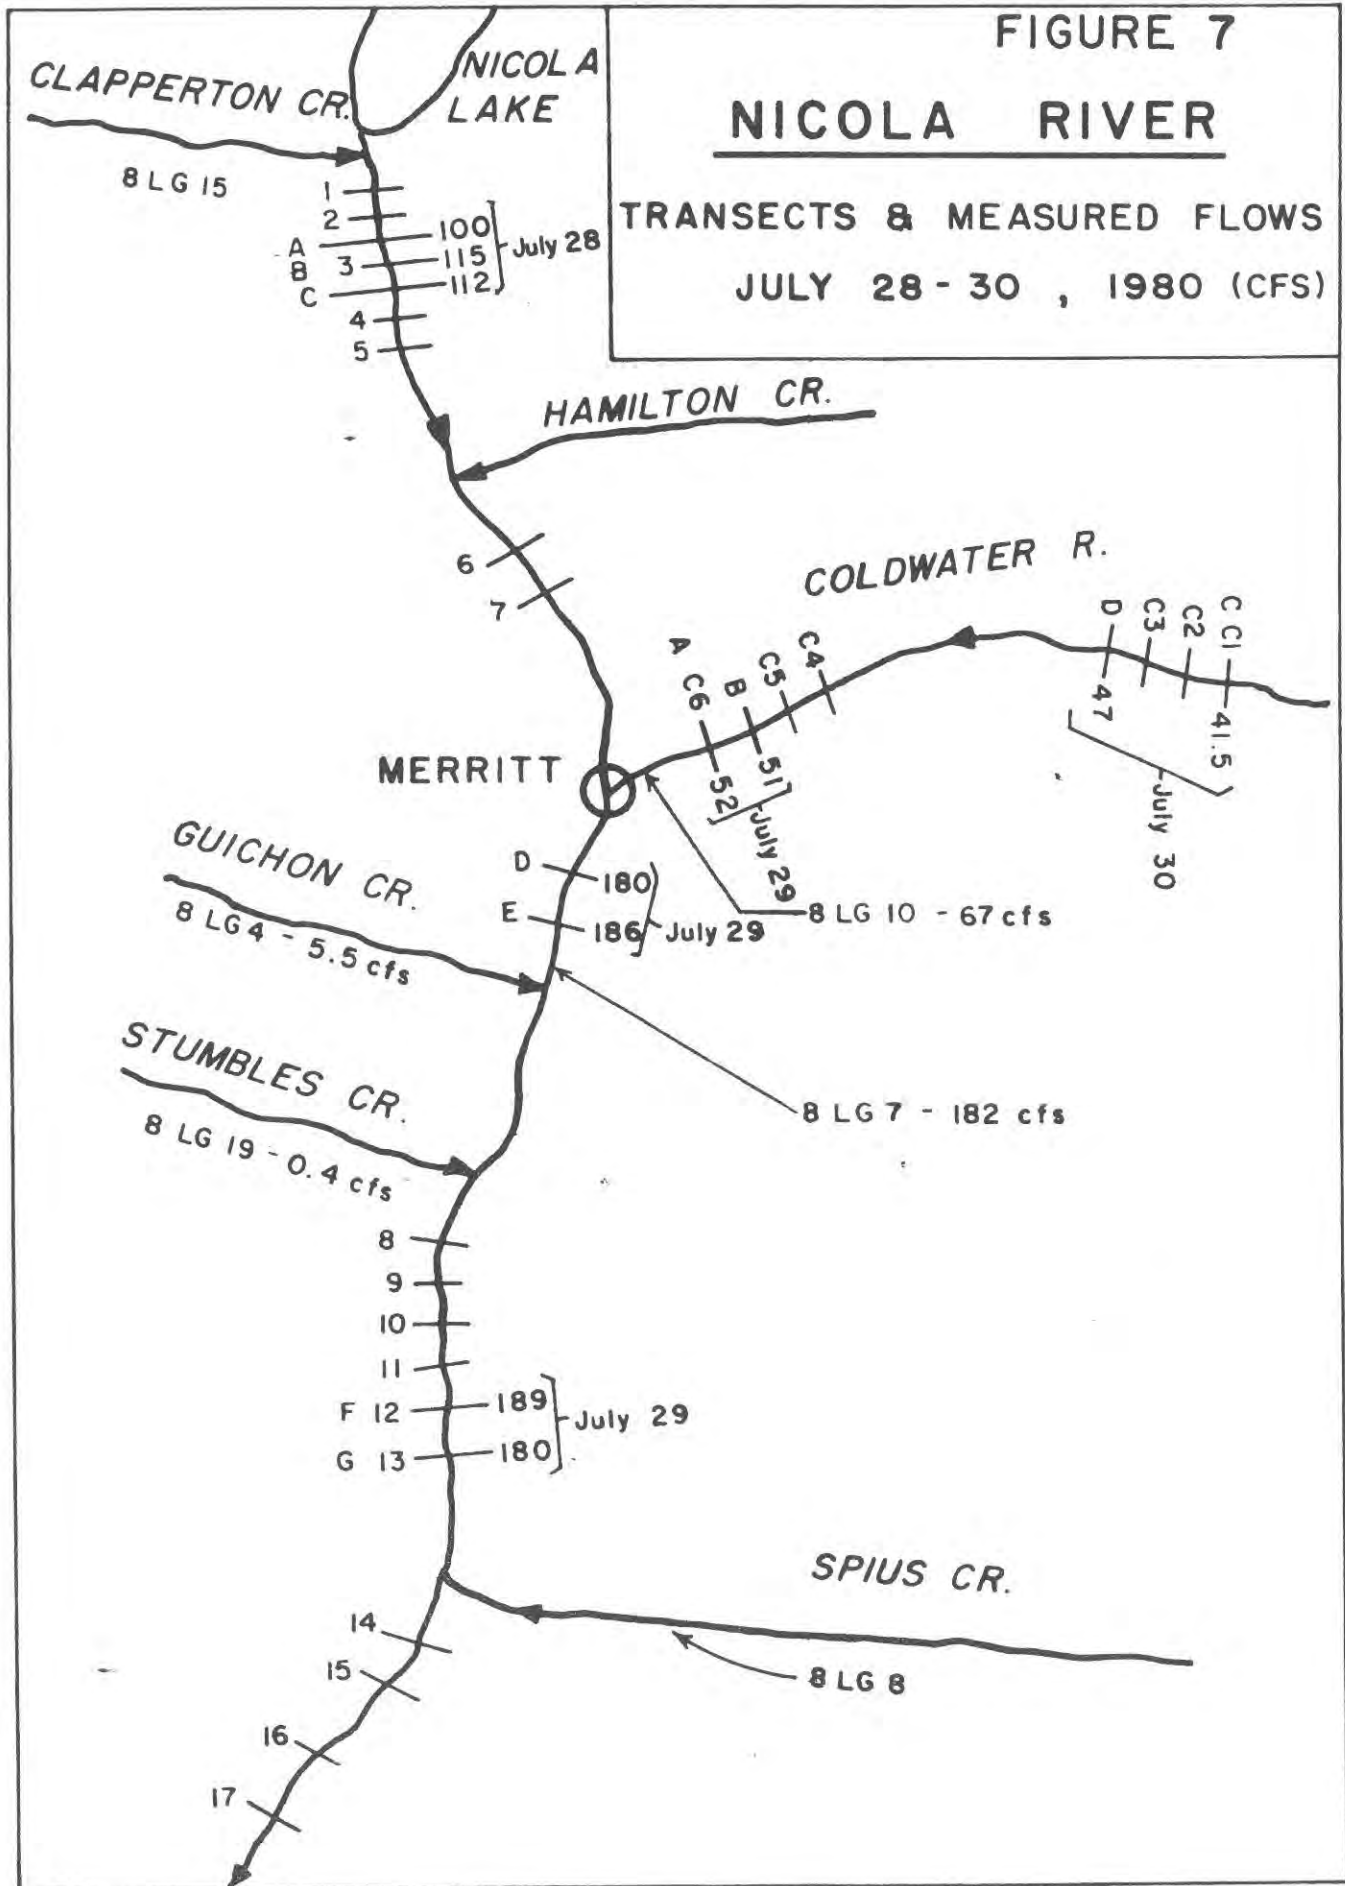 FIGURE 7
NICOLA RIVER
TRANSECTS & MEASURED FLOWS
JULY 28-30, 1980 (CFS)
NICOLA
LAKE
CLAPPERTON CR.
8 LG 15
1
2
A 100
B 3 115
C 112
July 28
4
5
HAMILTON CR.
6
7
COLDWATER R.
C C1 41.5
C2
C3
D 47
July 30
C4
C5
B 51
A C6 52
July 29
8 LG 10 - 67 cfs
MERRITT
D 180
E 186
July 29
GUICHON CR.
8 LG 4 - 5.5 cfs
8 LG 7 - 182 cfs
STUMBLES CR.
8 LG 19 - 0.4 cfs
8
9
10
11
F 12 189
G 13 180
July 29
SPIUS CR.
8 LG 8
14
15
16
17